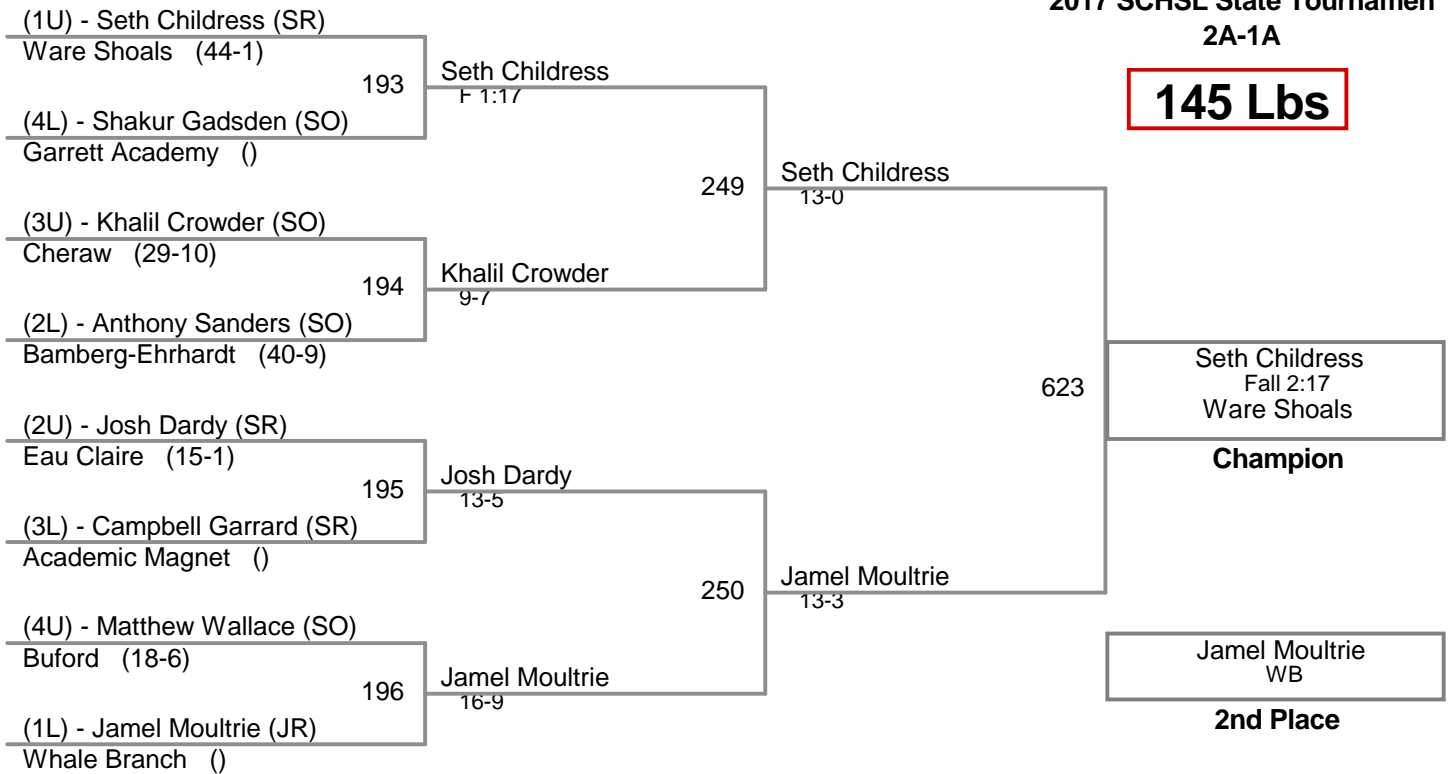 2017 SCHSL State Tournamen
2A-1A
145 Lbs
(1U) - Seth Childress (SR)
Ware Shoals (44-1)
193
(4L) - Shakur Gadsden (SO)
Garrett Academy ()
(3U) - Khalil Crowder (SO)
Cheraw (29-10)
194
(2L) - Anthony Sanders (SO)
Bamberg-Ehrhardt (40-9)
(2U) - Josh Dardy (SR)
Eau Claire (15-1)
195
(3L) - Campbell Garrard (SR)
Academic Magnet ()
(4U) - Matthew Wallace (SO)
Buford (18-6)
196
(1L) - Jamel Moultrie (JR)
Whale Branch ()
Seth Childress
F 1:17
249
Khalil Crowder
9-7
Josh Dardy
13-5
250
Jamel Moultrie
16-9
Seth Childress
13-0
623
Jamel Moultrie
13-3
Seth Childress
Fall 2:17
Ware Shoals
Champion
Jamel Moultrie
WB
2nd Place